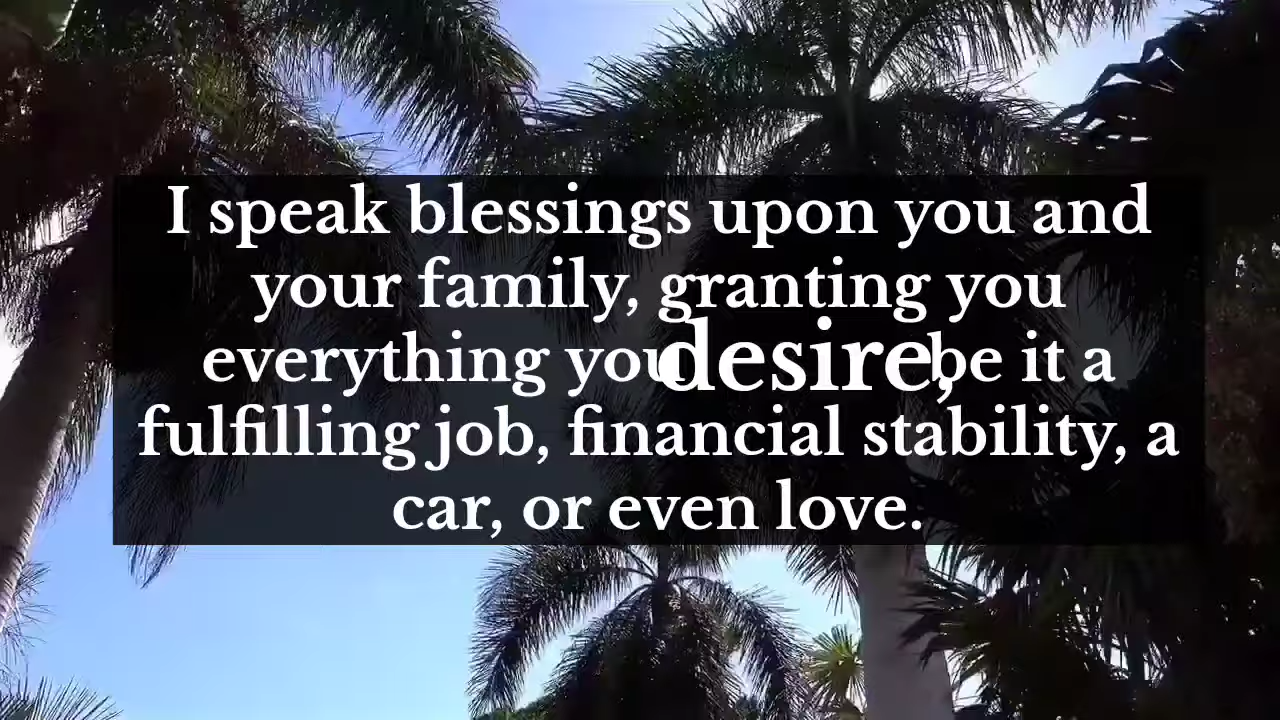 I speak blessings upon you and
your family, granting you
everything you desire, be it a
fulfilling job, financial stability, a
car, or even love.